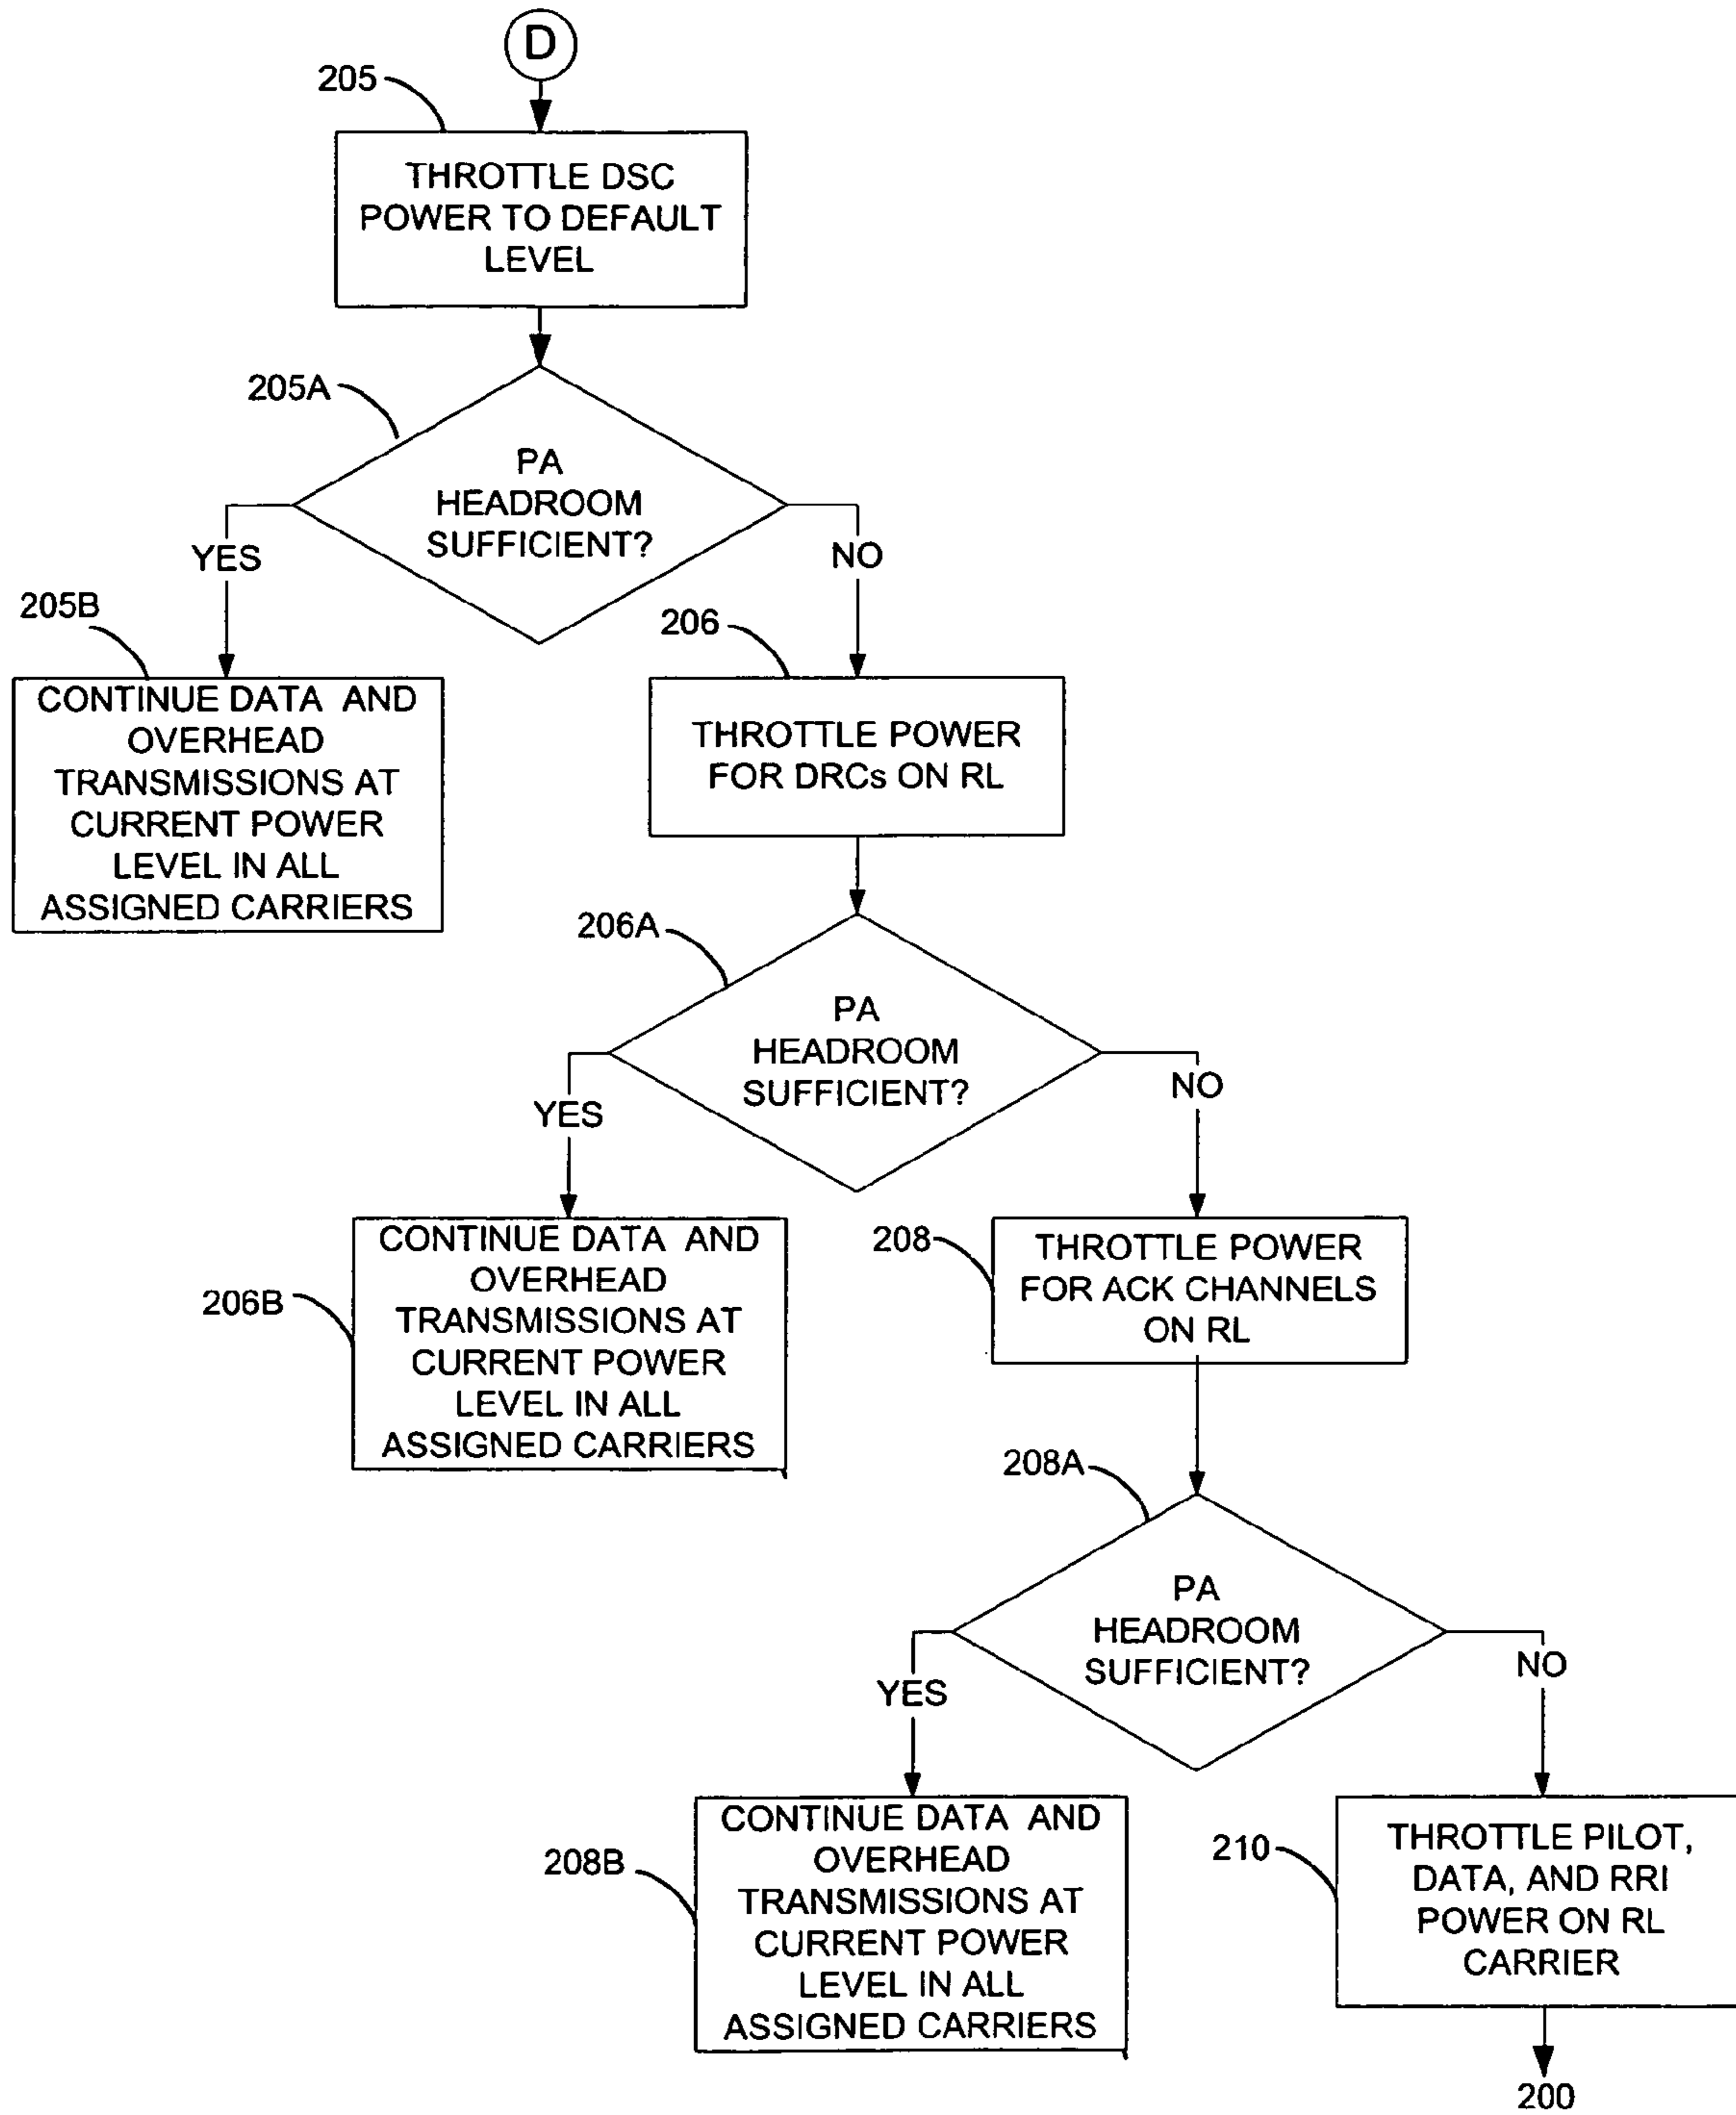 D
205
THROTTLE DSC
POWER TO DEFAULT
LEVEL
205A
PA
HEADROOM
SUFFICIENT?
YES
NO
205B
206
CONTINUE DATA AND
OVERHEAD
TRANSMISSIONS AT
CURRENT POWER
LEVEL IN ALL
ASSIGNED CARRIERS
THROTTLE POWER
FOR DRCs ON RL
206A
PA
HEADROOM
SUFFICIENT?
YES
NO
206B
CONTINUE DATA AND
OVERHEAD
TRANSMISSIONS AT
CURRENT POWER
LEVEL IN ALL
ASSIGNED CARRIERS
208
THROTTLE POWER
FOR ACK CHANNELS
ON RL
208A
PA
HEADROOM
SUFFICIENT?
YES
NO
208B
CONTINUE DATA AND
OVERHEAD
TRANSMISSIONS AT
CURRENT POWER
LEVEL IN ALL
ASSIGNED CARRIERS
210
THROTTLE PILOT,
DATA, AND RRI
POWER ON RL
CARRIER
200